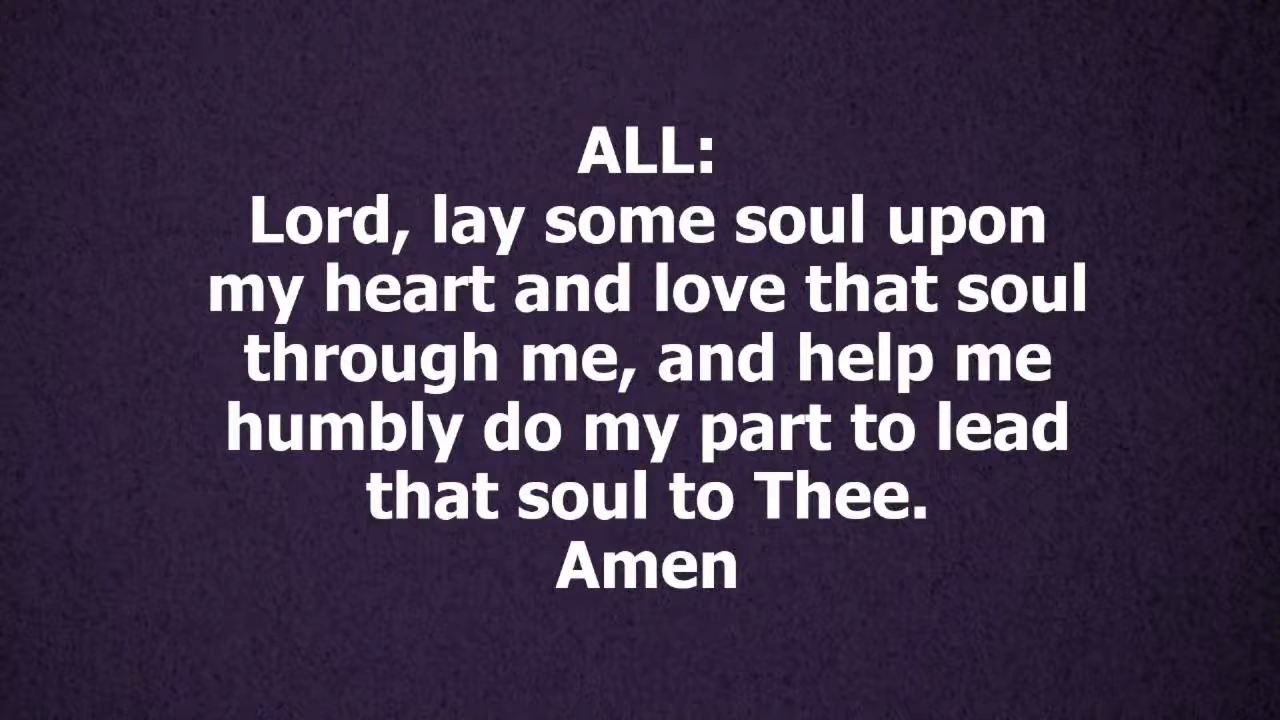 ALL:
Lord, lay some soul upon
my heart and love that soul
through me, and help me
humbly do my part to lead
that soul to Thee.
Amen